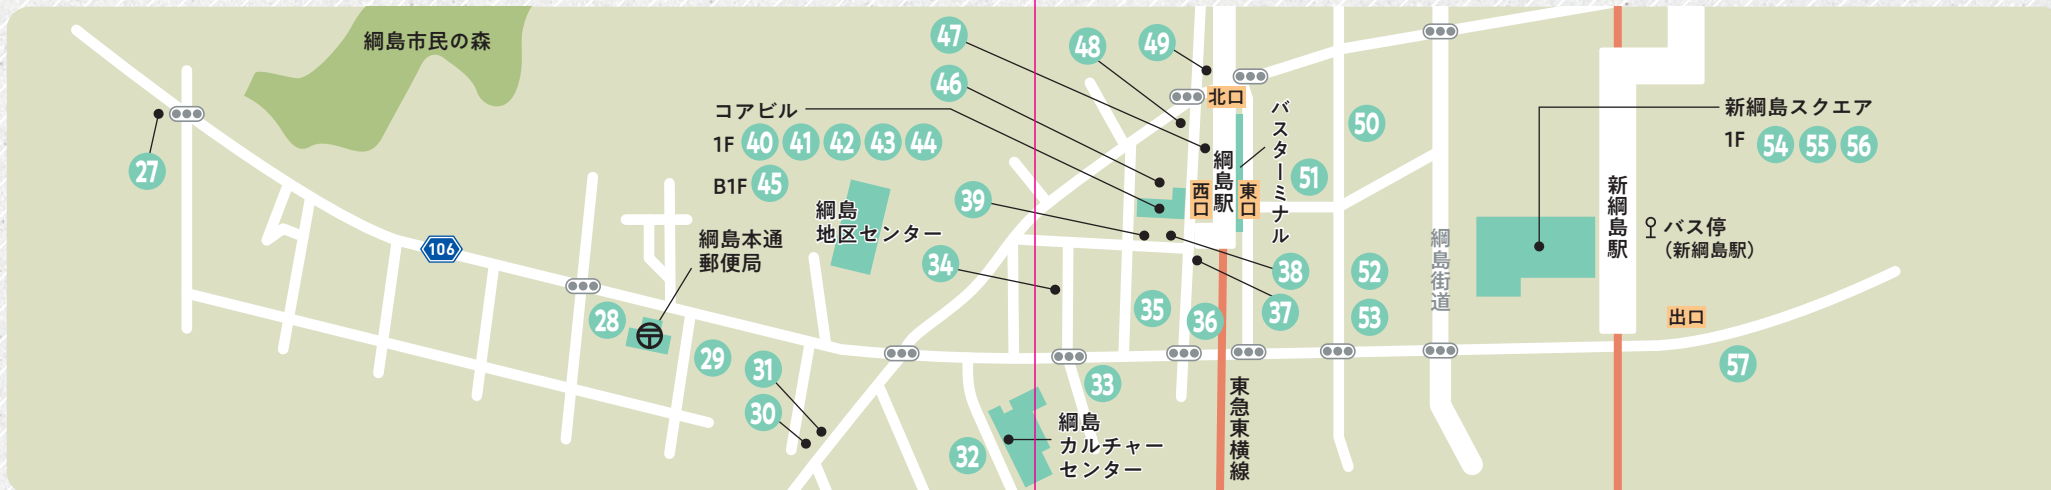 綱島市民の森
27
106
コアビル
1F 40 41 42 43 44
B1F 45
綱島
地区センター
綱島本通
郵便局
28
29
31
30
32
33
34
35
36
37
38
39
46
47
48
49
北口
西口
綱島駅
東口
バスターミナル
50
51
52
53
綱島街道
東急東横線
綱島
カルチャー
センター
新綱島スクエア
1F 54 55 56
新綱島駅
バス停
(新綱島駅)
出口
57